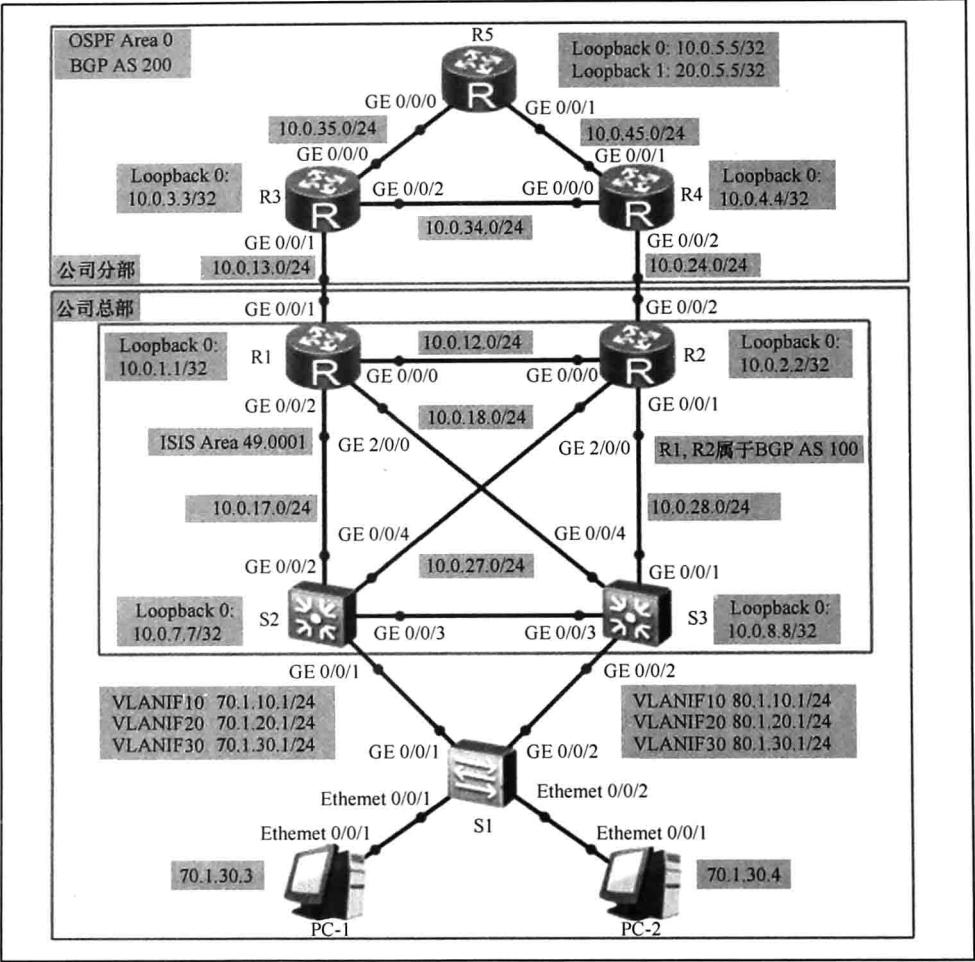 OSPF Area 0
BGP AS 200
R5
Loopback 0: 10.0.5.5/32
Loopback 1: 20.0.5.5/32
GE 0/0/0
GE 0/0/1
10.0.35.0/24
10.0.45.0/24
GE 0/0/0
GE 0/0/1
Loopback 0:
10.0.3.3/32
R3
GE 0/0/2
GE 0/0/0
R4
Loopback 0:
10.0.4.4/32
10.0.34.0/24
GE 0/0/1
GE 0/0/2
公司分部
10.0.13.0/24
10.0.24.0/24
公司总部
GE 0/0/1
GE 0/0/2
Loopback 0:
10.0.1.1/32
R1
10.0.12.0/24
R2
Loopback 0:
10.0.2.2/32
GE 0/0/0
GE 0/0/0
GE 0/0/2
10.0.18.0/24
GE 0/0/1
ISIS Area 49.0001
GE 2/0/0
GE 2/0/0
R1, R2属于BGP AS 100
10.0.17.0/24
10.0.28.0/24
GE 0/0/4
GE 0/0/4
GE 0/0/2
10.0.27.0/24
GE 0/0/1
Loopback 0:
10.0.7.7/32
S2
GE 0/0/3
GE 0/0/3
S3
Loopback 0:
10.0.8.8/32
GE 0/0/1
GE 0/0/2
VLANIF10 70.1.10.1/24
VLANIF20 70.1.20.1/24
VLANIF30 70.1.30.1/24
VLANIF10 80.1.10.1/24
VLANIF20 80.1.20.1/24
VLANIF30 80.1.30.1/24
GE 0/0/1
GE 0/0/2
Ethemet 0/0/1
Ethemet 0/0/2
S1
Ethemet 0/0/1
Ethemet 0/0/1
70.1.30.3
70.1.30.4
PC-1
PC-2